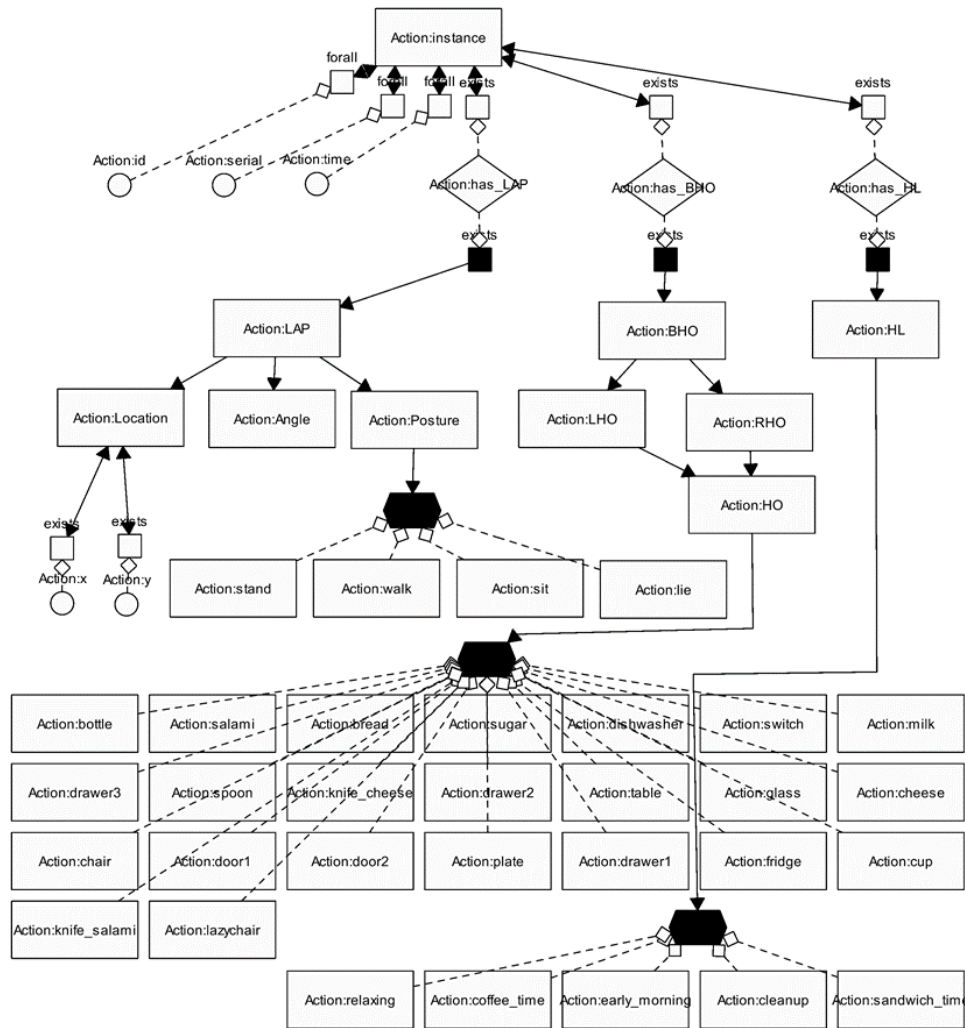 Action:instance
forall
forall
forall
exists
exists
exists
Action:id
Action:serial
Action:time
Action:has_LAP
Action:has_BHO
Action:has_HL
exists
exists
exists
Action:LAP
Action:BHO
Action:HL
Action:Location
Action:Angle
Action:Posture
Action:LHO
Action:RHO
Action:HO
exists
exists
Action:x
Action:y
Action:stand
Action:walk
Action:sit
Action:lie
Action:bottle
Action:salami
Action:bread
Action:sugar
Action:dishwasher
Action:switch
Action:milk
Action:drawer3
Action:spoon
Action:knife_cheese
Action:drawer2
Action:table
Action:glass
Action:cheese
Action:chair
Action:door1
Action:door2
Action:plate
Action:drawer1
Action:fridge
Action:cup
Action:knife_salami
Action:lazychair
Action:relaxing
Action:coffee_time
Action:early_morning
Action:cleanup
Action:sandwich_time